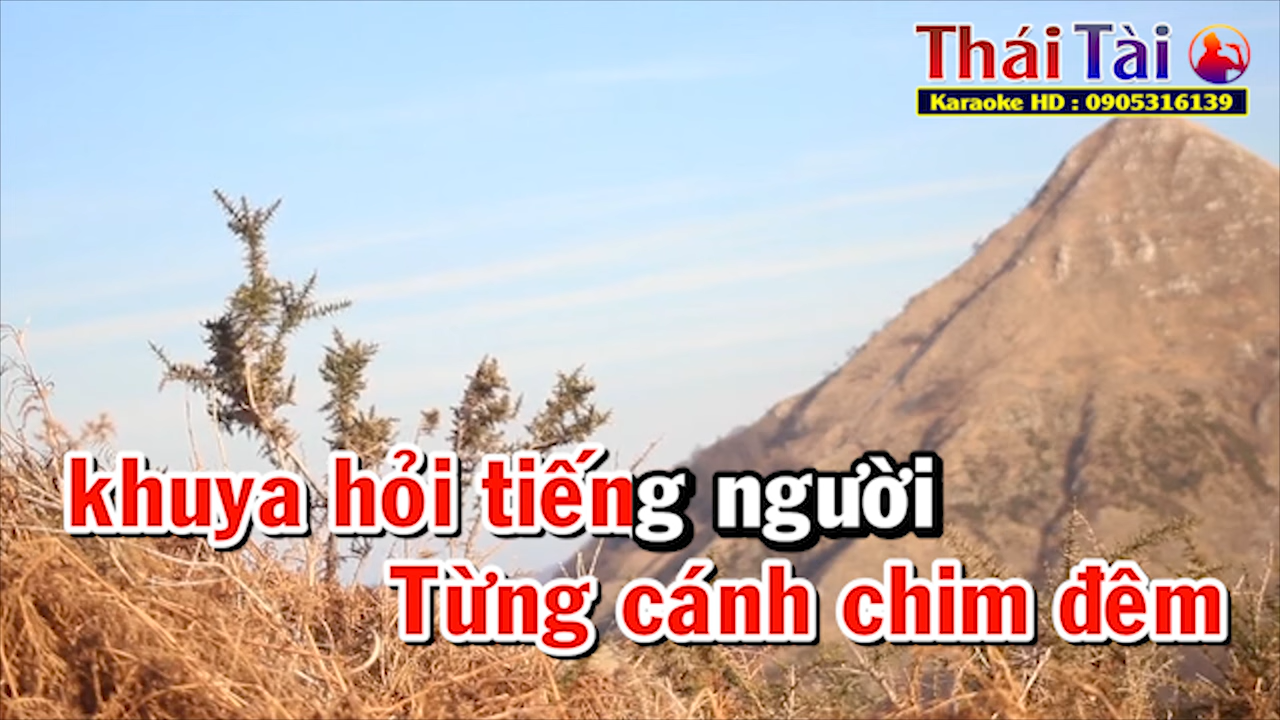 Thái Tài
Karaoke HD : 0905316139
khuya hỏi tiếng người
Từng cánh chim đêm